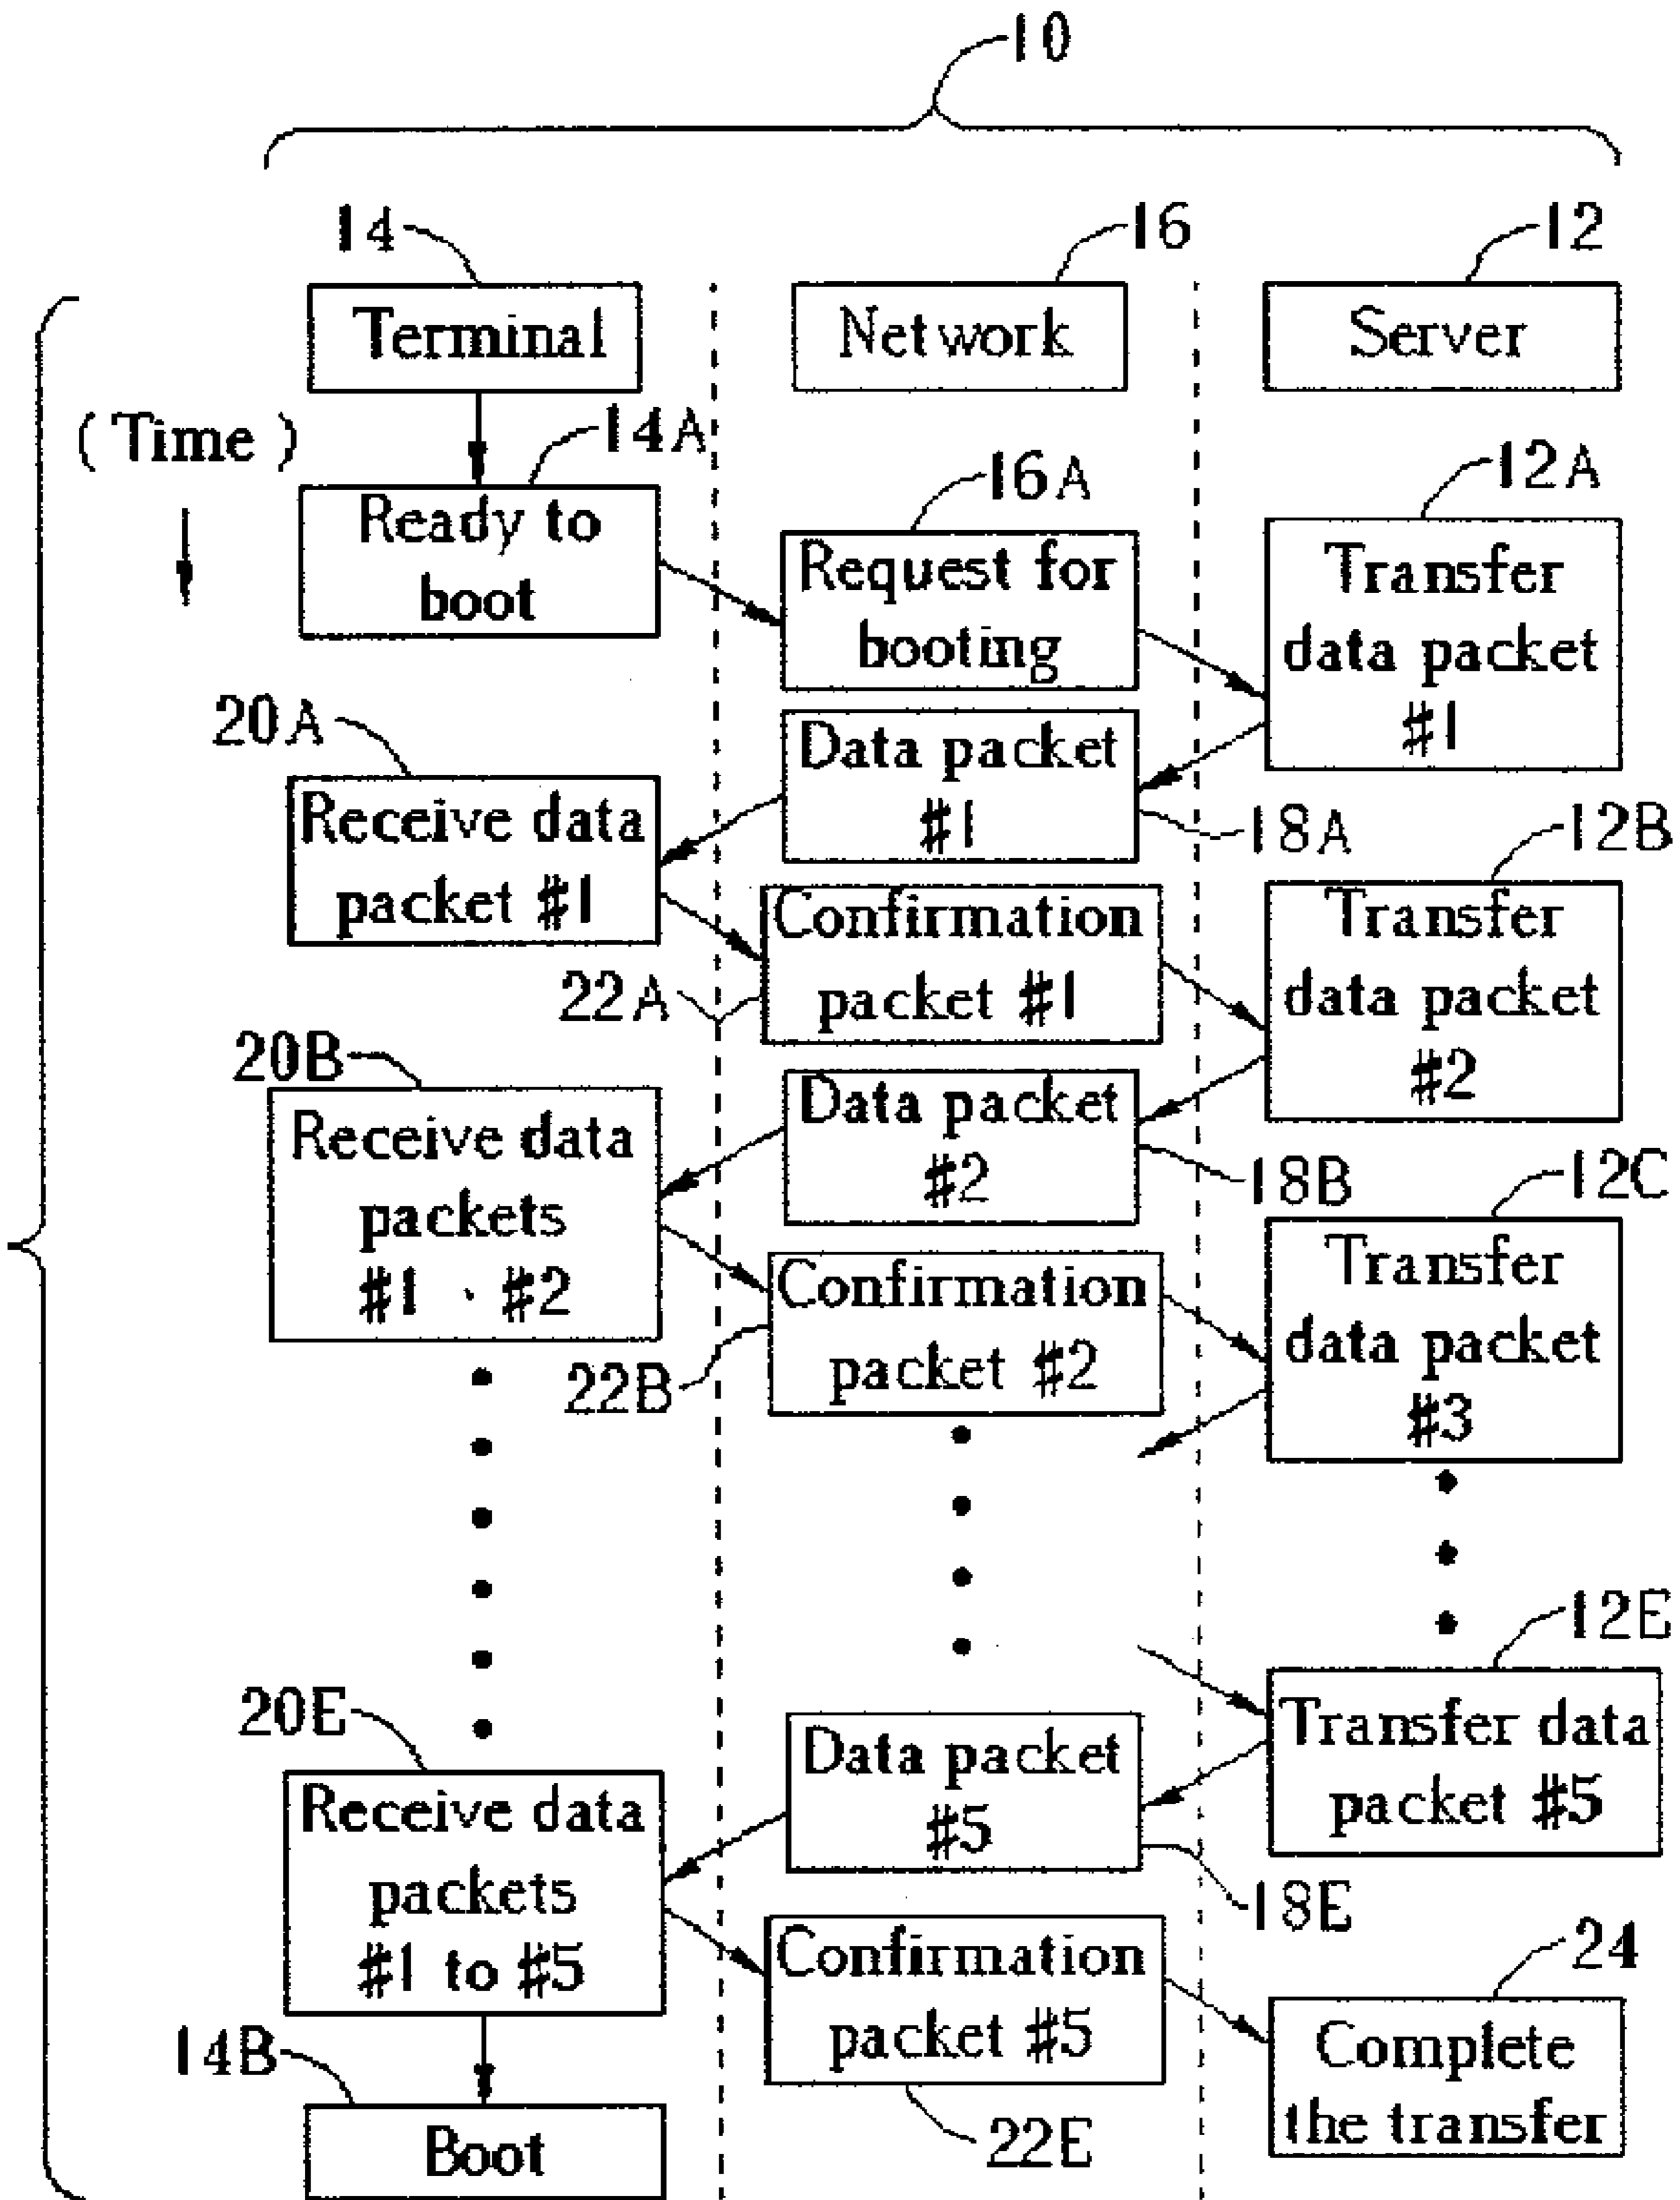 10
14
16
12
Terminal
Network
Server
(Time)
14A
16A
12A
Ready to
boot
Request for
booting
Transfer
data packet
#1
20A
Data packet
#1
18A
12B
Receive data
packet #1
Confirmation
packet #1
22A
Transfer
data packet
#2
20B
Data packet
#2
18B
12C
Receive data
packets
#1 、 #2
Confirmation
packet #2
22B
Transfer
data packet
#3
12E
20E
Data packet
#5
18E
Transfer data
packet #5
Receive data
packets
#1 to #5
Confirmation
packet #5
22E
24
Complete
the transfer
14B
Boot